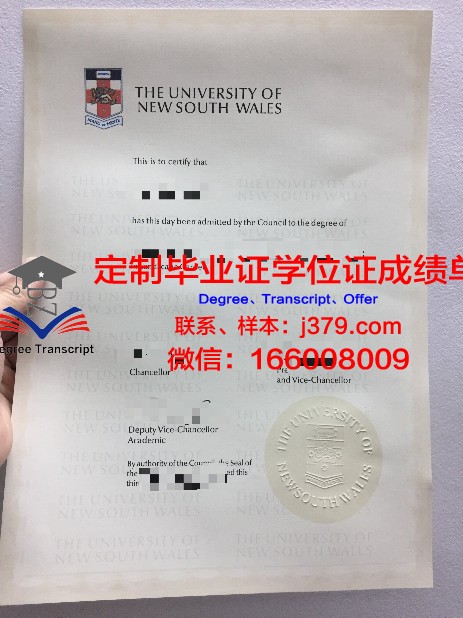 THE UNIVERSITY OF
NEW SOUTH WALES
This is to certify that
has this day been admitted by the Council to the degree of
定制毕业证学位证成绩单
Degree、Transcript、Offer
Degree Transcript
联系、样本：j379.com
微信：166008009
Chancellor
and Vice-Chancellor
Deputy Vice-Chancellor
Academic
By authority of the Council the Seal of
the
ed this
THE UNIVERSITY OF
NEW SOUTH WALES